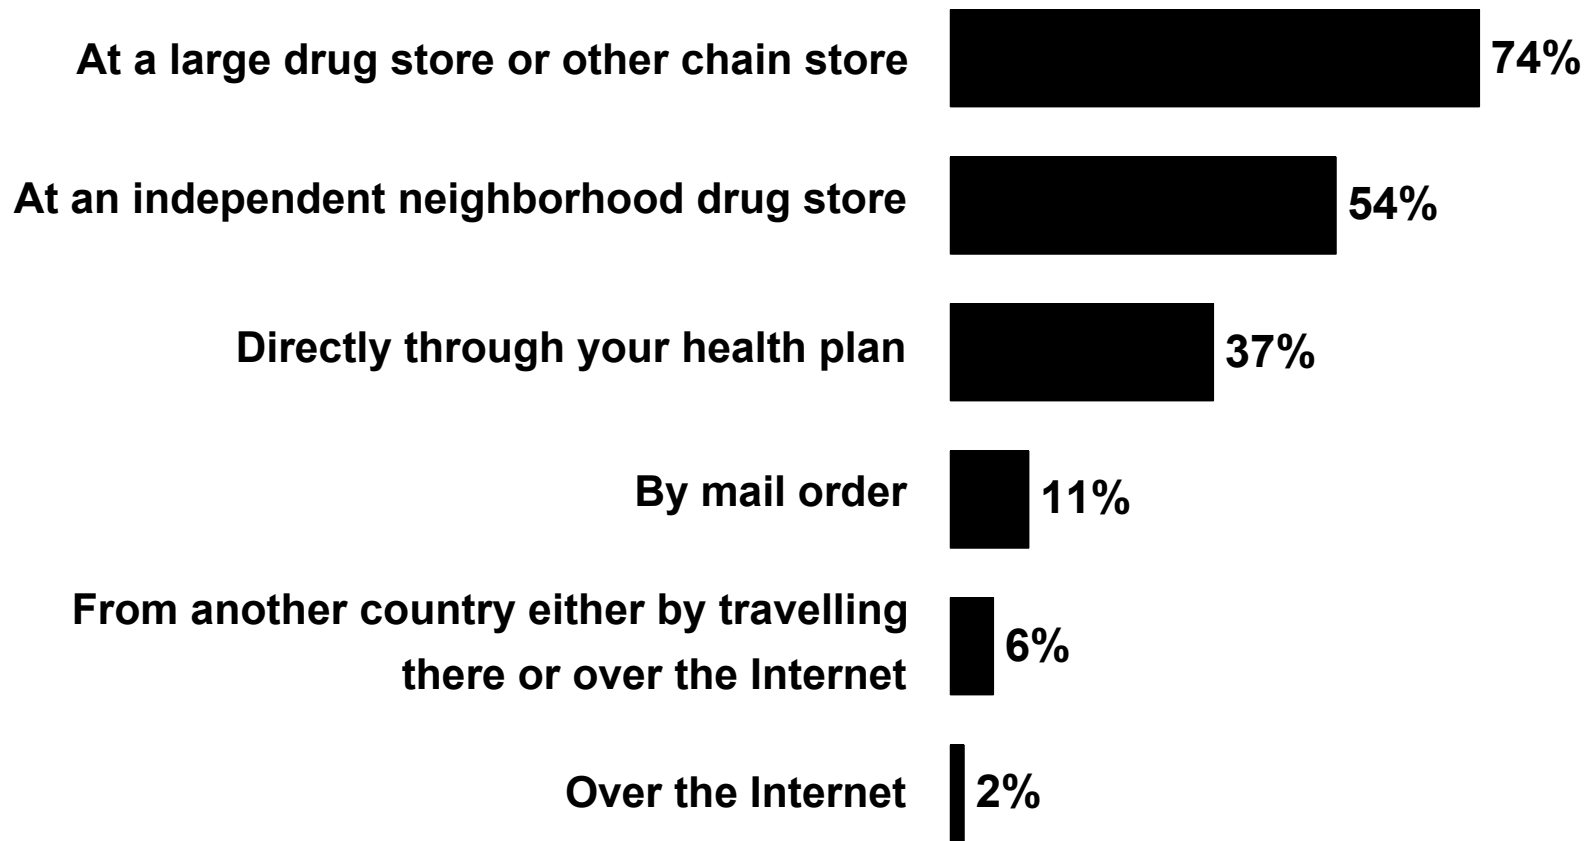 At a large drug store or other chain store 74%
At an independent neighborhood drug store 54%
Directly through your health plan 37%
By mail order 11%
From another country either by travelling
there or over the Internet 6%
Over the Internet 2%